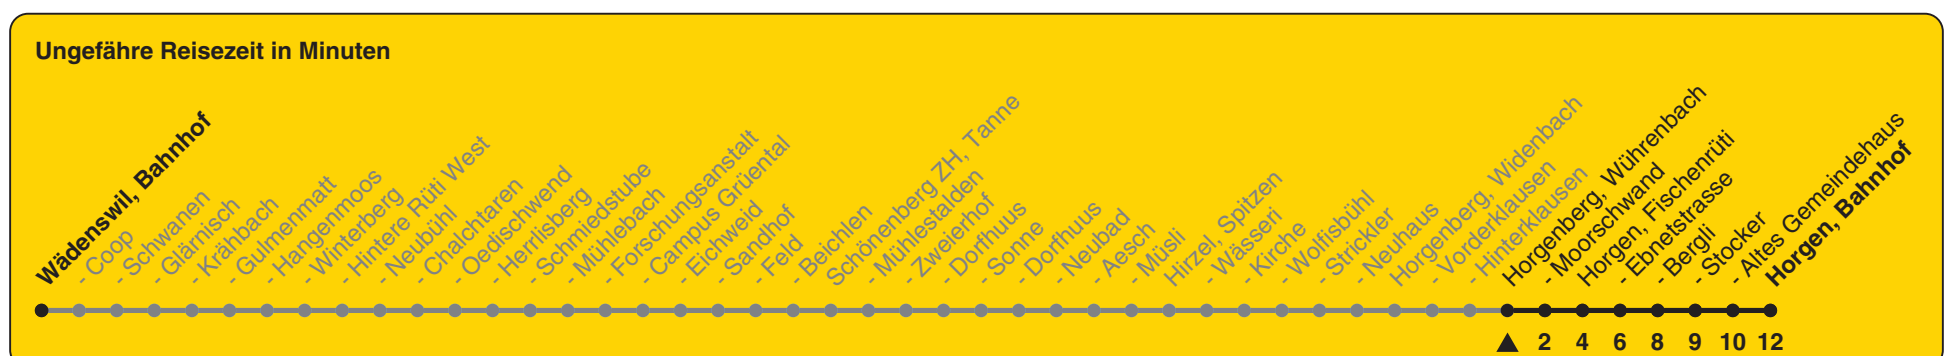 Ungefähre Reisezeit in Minuten
Wädenswil, Bahnhof
- Coop
- Schwanen
- Glärnisch
- Krähbach
- Gulmenmatt
- Hangenmoos
- Winterberg
- Hintere Rüti West
- Neubühl
- Chalchtaren
- Oedischwend
- Herrlisberg
- Schmiedstube
- Mühlebach
- Forschungsanstalt
- Campus Grüental
- Eichweid
- Sandhof
- Feld
- Beichlen
Schönenberg ZH, Tanne
- Mühlestalden
- Zweierhof
- Dorfhuus
- Sonne
- Dorfhuus
- Neubad
- Aesch
- Müsli
Hirzel, Spitzen
- Wässeri
- Kirche
- Wolfisbühl
- Strickler
- Neuhaus
Horgenberg, Widenbach
- Vorderklausen
- Hinterklausen
Horgenberg, Wührenbach
- Moorschwand
Horgen, Fischenrüti
- Ebnetstrasse
- Bergli
- Stocker
- Altes Gemeindehaus
Horgen, Bahnhof
2 4 6 8 9 10 12